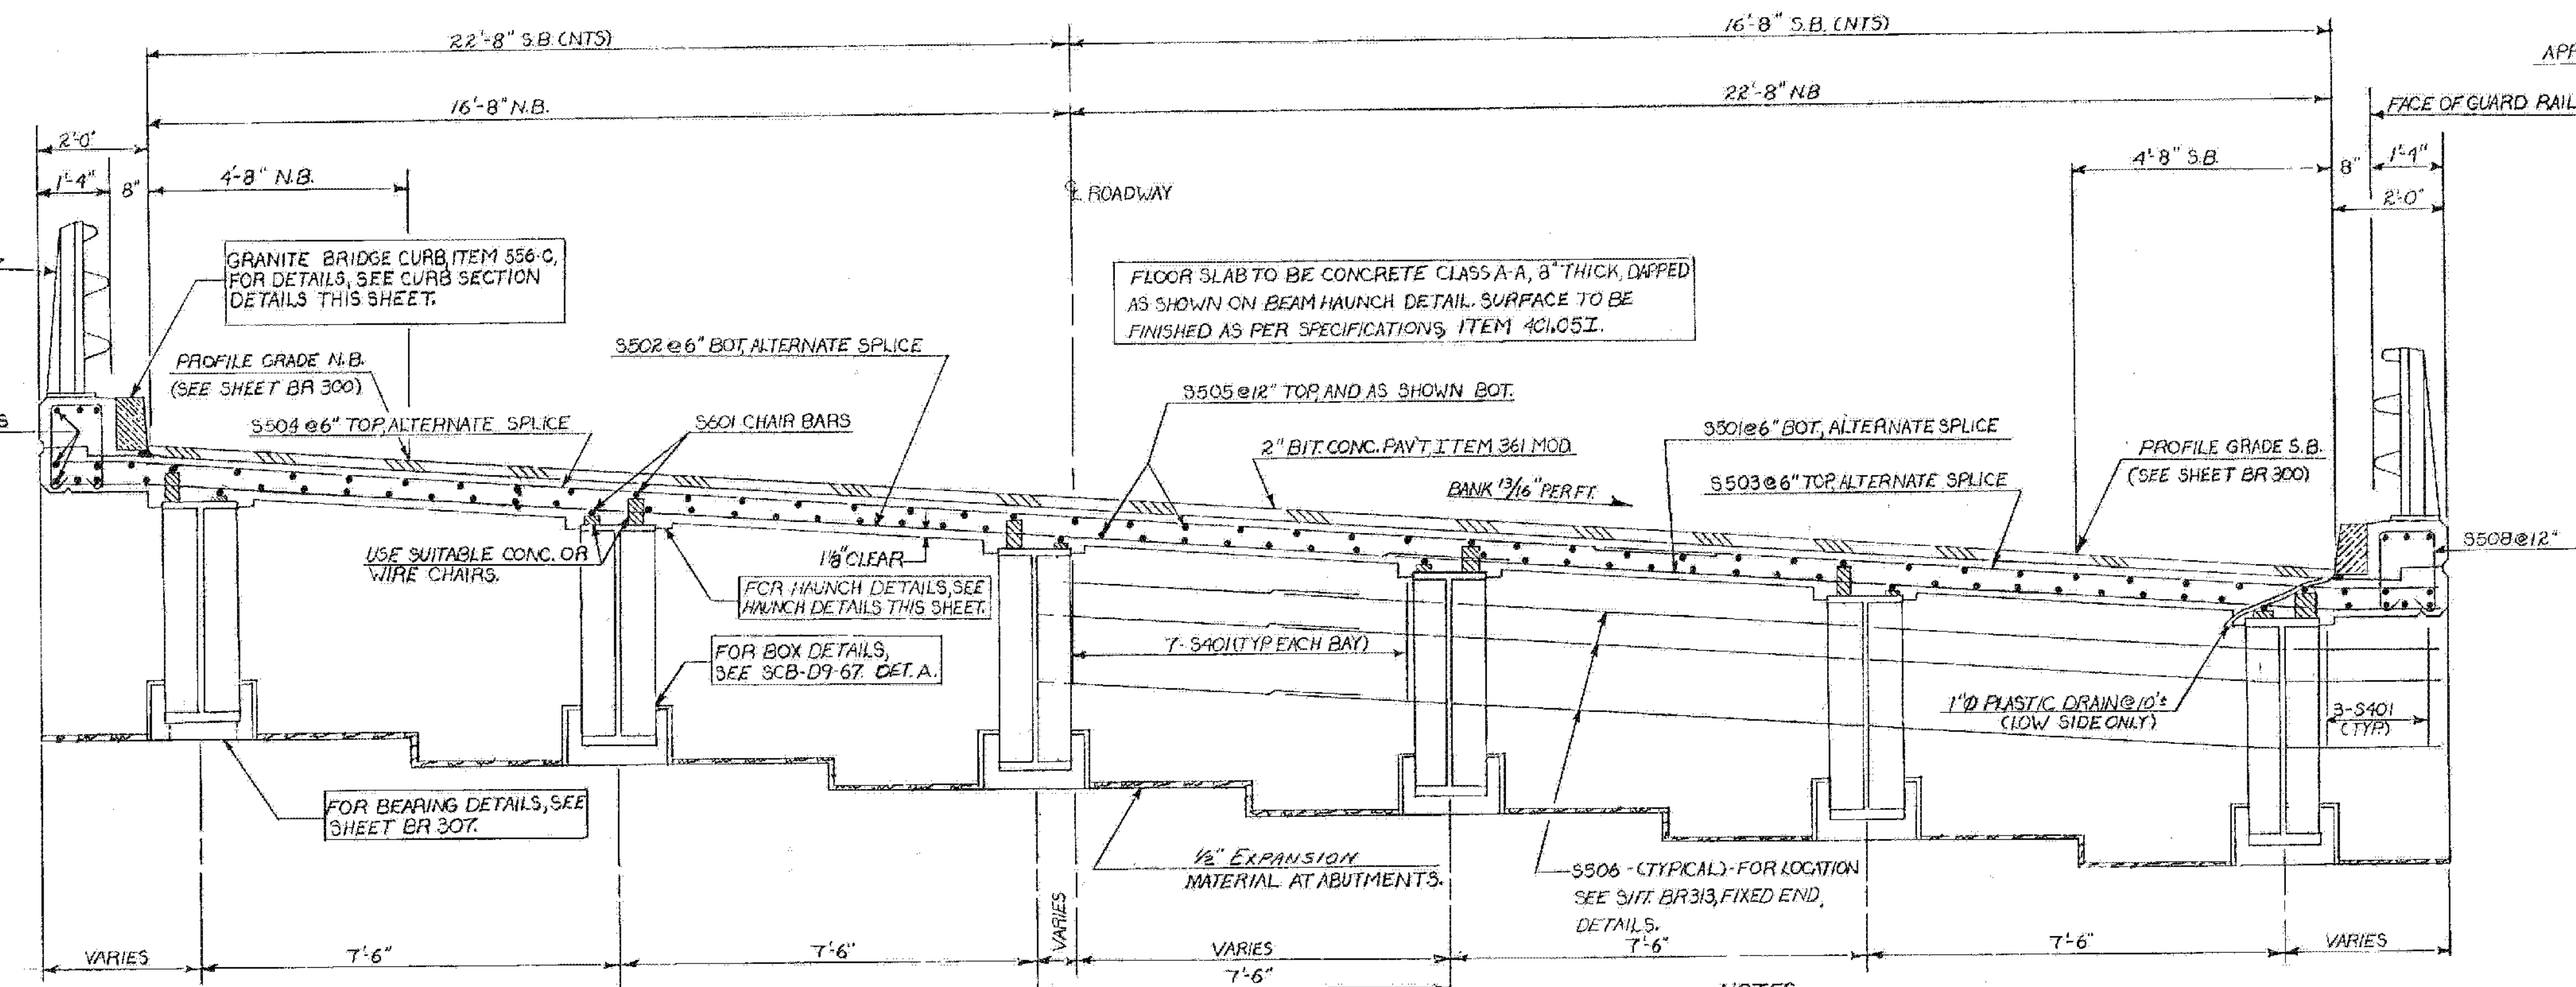 22'-8" S.B. (NTS)
16'-8" S.B. (NTS)
16'-8" N.B.
22'-8" N.B
FACE OF GUARD RAIL
2'-0"
1'-4"
8"
4'-8" N.B.
℄ ROADWAY
4'-8" S.B.
8"
1'-4"
2'-0"
GRANITE BRIDGE CURB, ITEM 556-C,
FOR DETAILS, SEE CURB SECTION
DETAILS THIS SHEET.
FLOOR SLAB TO BE CONCRETE CLASS A-A, 8" THICK, DAPPED
AS SHOWN ON BEAM HAUNCH DETAIL. SURFACE TO BE
FINISHED AS PER SPECIFICATIONS, ITEM 401.05I.
PROFILE GRADE N.B.
(SEE SHEET BR 300)
S502 @ 6" BOT, ALTERNATE SPLICE
S504 @ 6" TOP, ALTERNATE SPLICE
S601 CHAIR BARS
S505 @ 12" TOP, AND AS SHOWN BOT.
2" BIT. CONC. PAV'T. ITEM 361 MOD.
BANK 13/16" PER FT.
S501 @ 6" BOT, ALTERNATE SPLICE
S503 @ 6" TOP, ALTERNATE SPLICE
PROFILE GRADE S.B.
(SEE SHEET BR 300)
S508 @ 12"
USE SUITABLE CONC. OR
WIRE CHAIRS.
1⅛" CLEAR
FOR HAUNCH DETAILS, SEE
HAUNCH DETAILS THIS SHEET.
FOR BOX DETAILS,
SEE SCB-D9-67. DET. A.
7-S401 (TYP EACH BAY)
1"Ø PLASTIC DRAIN @ 10'±
(LOW SIDE ONLY)
3-S401
(TYP.)
FOR BEARING DETAILS, SEE
SHEET BR 307.
½" EXPANSION
MATERIAL AT ABUTMENTS.
S506 - (TYPICAL) - FOR LOCATION
SEE SHT. BR313, FIXED END,
DETAILS.
VARIES
7'-6"
7'-6"
VARIES
VARIES
7'-6"
7'-6"
7'-6"
VARIES